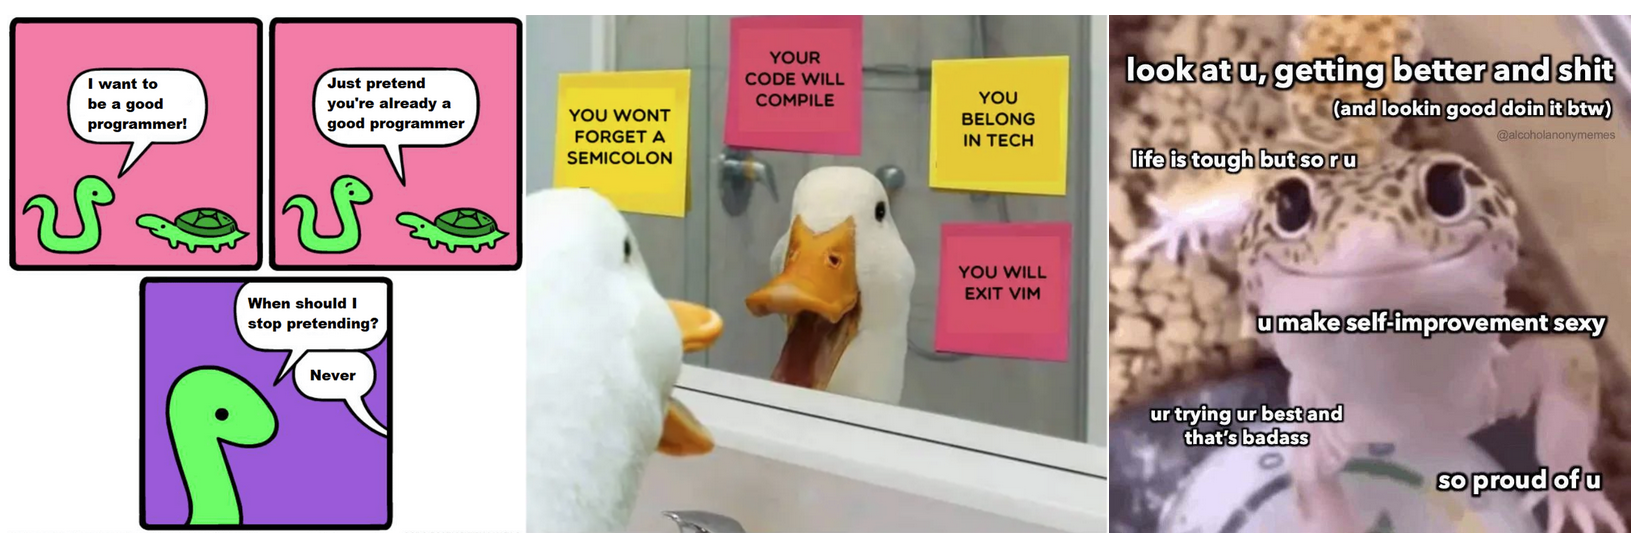 I want to
be a good
programmer!
Just pretend
you're already a
good programmer
When should I
stop pretending?
Never
YOU WONT
FORGET A
SEMICOLON
YOUR
CODE WILL
COMPILE
YOU
BELONG
IN TECH
YOU WILL
EXIT VIM
look at u, getting better and shit
(and lookin good doin it btw)
@alcoholanonymemes
life is tough but so r u
u make self-improvement sexy
ur trying ur best and
that's badass
so proud of u